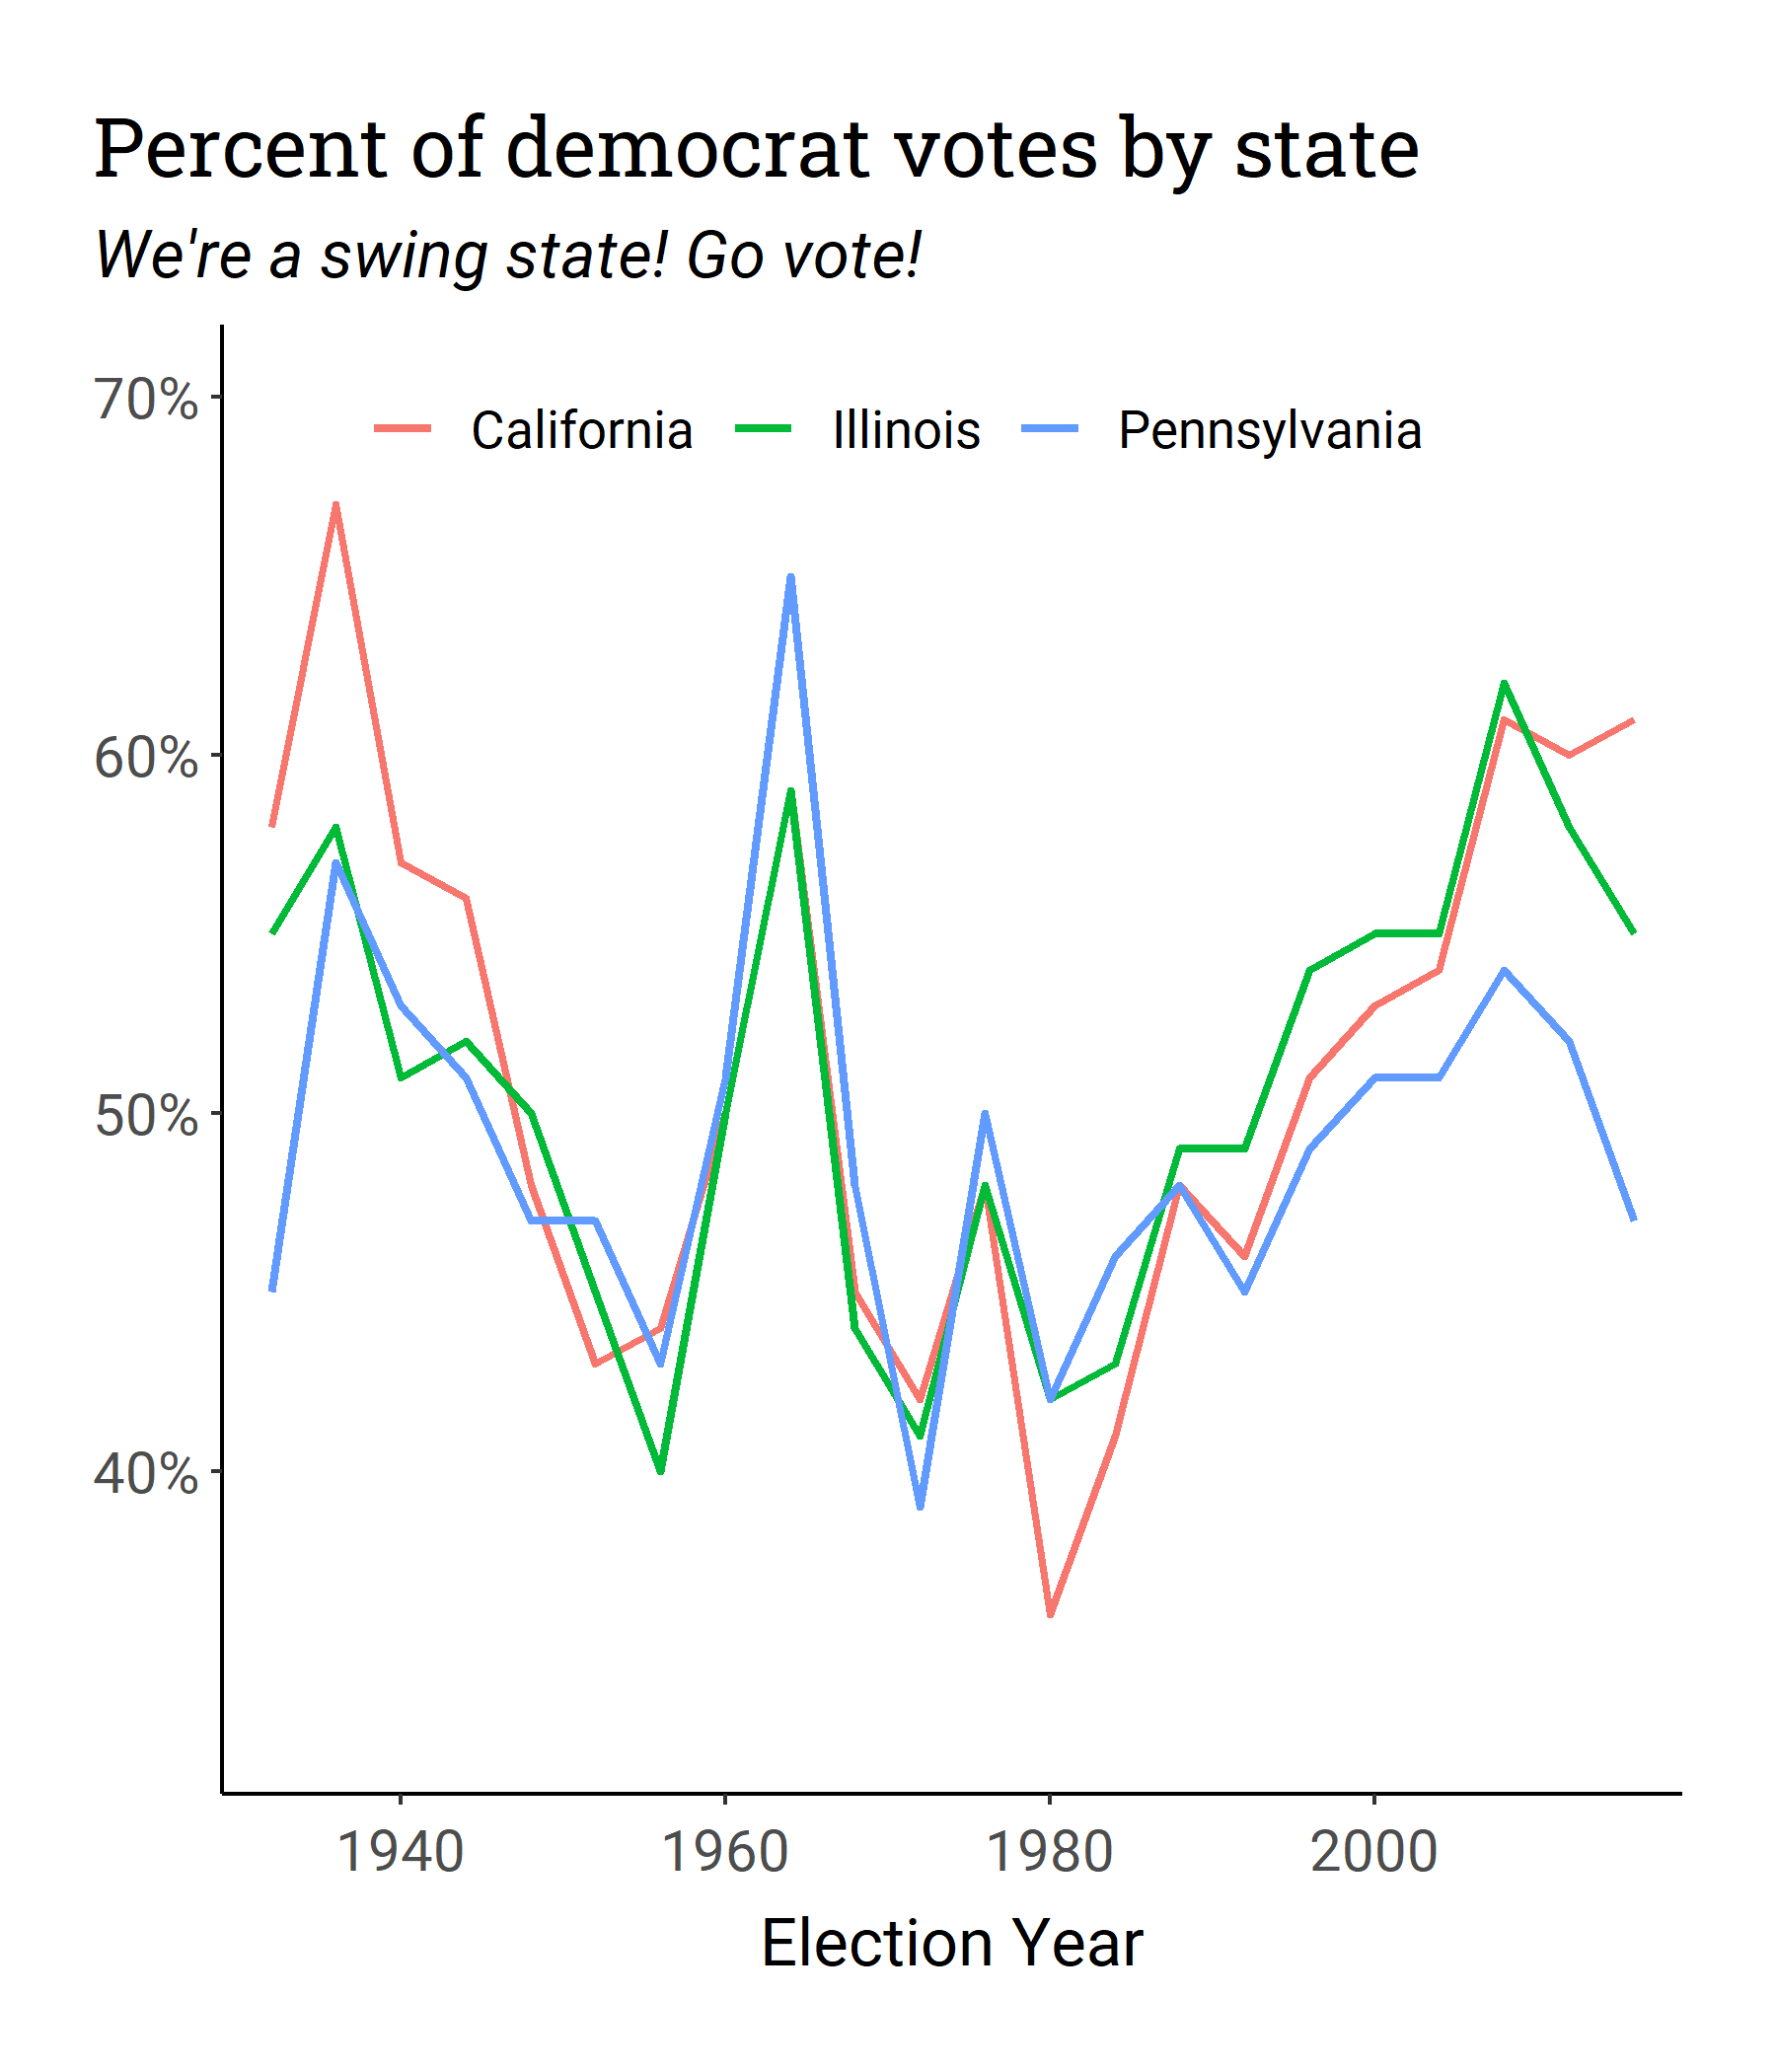 Percent of democrat votes by state
We're a swing state! Go vote!
70%
California Illinois Pennsylvania
60%
50%
40%
1940 1960 1980 2000
Election Year